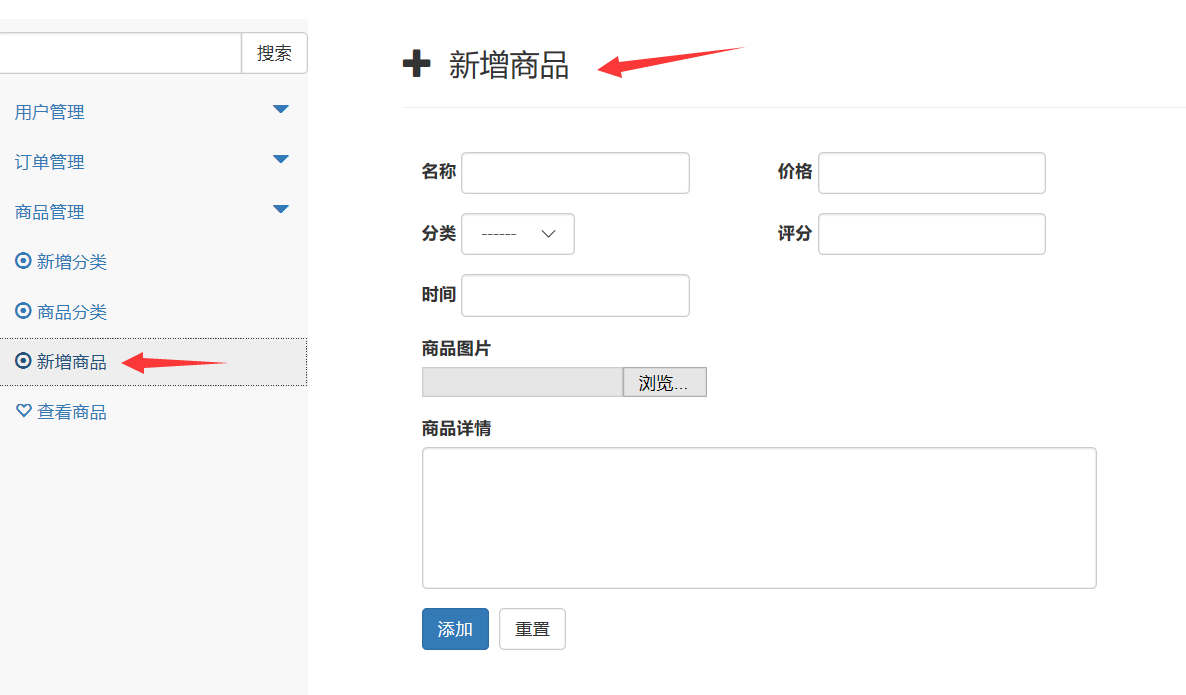 搜索
用户管理
订单管理
商品管理
新增分类
商品分类
新增商品
查看商品
新增商品
名称
价格
分类 ------
评分
时间
商品图片
浏览...
商品详情
添加 重置